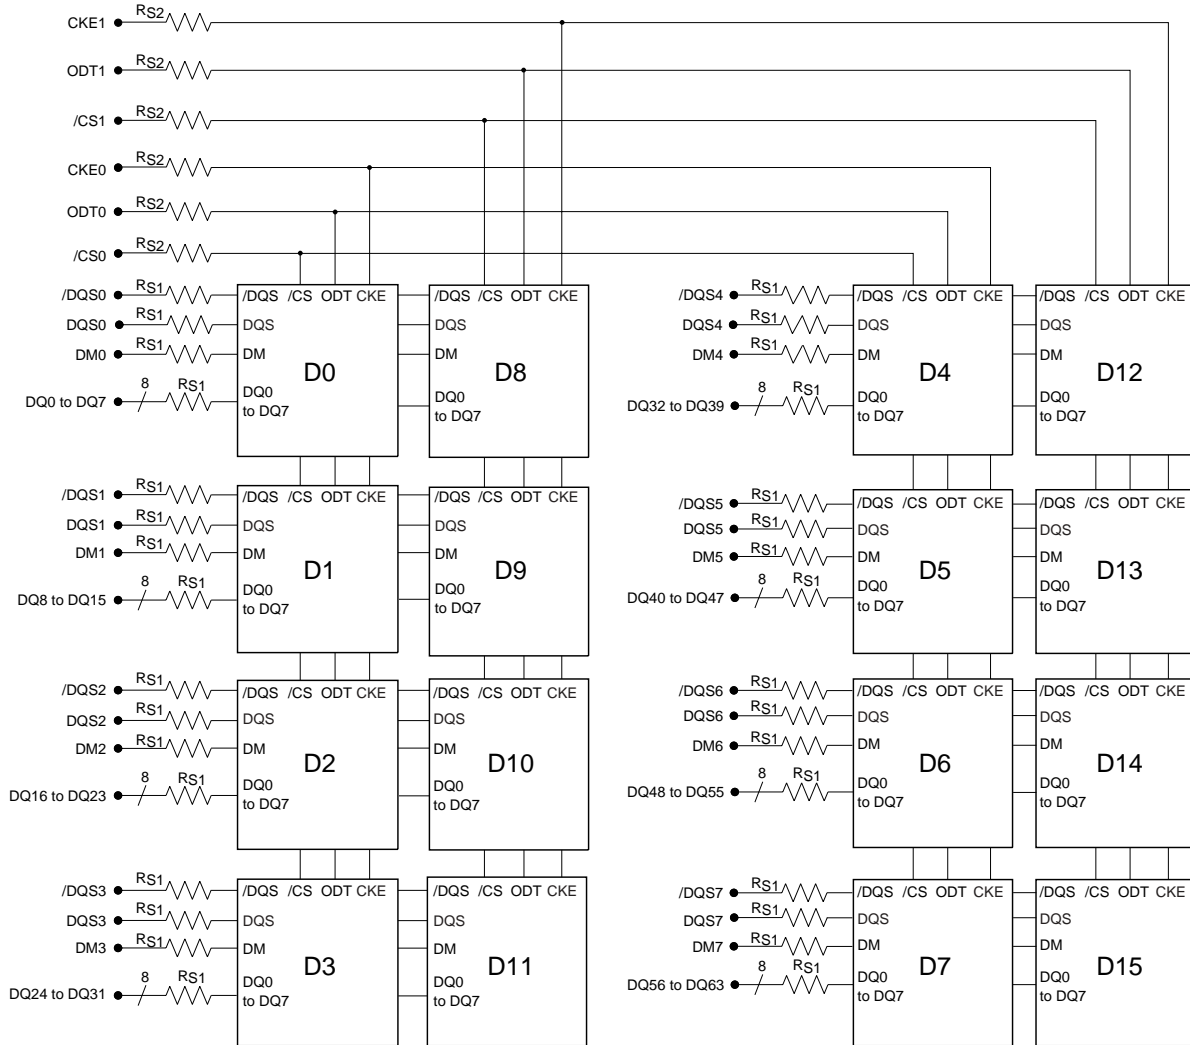 CKE1 RS2
ODT1 RS2
/CS1 RS2
CKE0 RS2
ODT0 RS2
/CS0 RS2
/DQS0 RS1 /DQS /CS ODT CKE /DQS /CS ODT CKE
DQS0 RS1 DQS DQS
DM0 RS1 DM DM
D0 D8
DQ0 to DQ7 8 RS1 DQ0 to DQ7 DQ0 to DQ7
/DQS4 RS1 /DQS /CS ODT CKE /DQS /CS ODT CKE
DQS4 RS1 DQS DQS
DM4 RS1 DM DM
D4 D12
DQ32 to DQ39 8 RS1 DQ0 to DQ7 DQ0 to DQ7
/DQS1 RS1 /DQS /CS ODT CKE /DQS /CS ODT CKE
DQS1 RS1 DQS DQS
DM1 RS1 DM DM
D1 D9
DQ8 to DQ15 8 RS1 DQ0 to DQ7 DQ0 to DQ7
/DQS5 RS1 /DQS /CS ODT CKE /DQS /CS ODT CKE
DQS5 RS1 DQS DQS
DM5 RS1 DM DM
D5 D13
DQ40 to DQ47 8 RS1 DQ0 to DQ7 DQ0 to DQ7
/DQS2 RS1 /DQS /CS ODT CKE /DQS /CS ODT CKE
DQS2 RS1 DQS DQS
DM2 RS1 DM DM
D2 D10
DQ16 to DQ23 8 RS1 DQ0 to DQ7 DQ0 to DQ7
/DQS6 RS1 /DQS /CS ODT CKE /DQS /CS ODT CKE
DQS6 RS1 DQS DQS
DM6 RS1 DM DM
D6 D14
DQ48 to DQ55 8 RS1 DQ0 to DQ7 DQ0 to DQ7
/DQS3 RS1 /DQS /CS ODT CKE /DQS /CS ODT CKE
DQS3 RS1 DQS DQS
DM3 RS1 DM DM
D3 D11
DQ24 to DQ31 8 RS1 DQ0 to DQ7 DQ0 to DQ7
/DQS7 RS1 /DQS /CS ODT CKE /DQS /CS ODT CKE
DQS7 RS1 DQS DQS
DM7 RS1 DM DM
D7 D15
DQ56 to DQ63 8 RS1 DQ0 to DQ7 DQ0 to DQ7